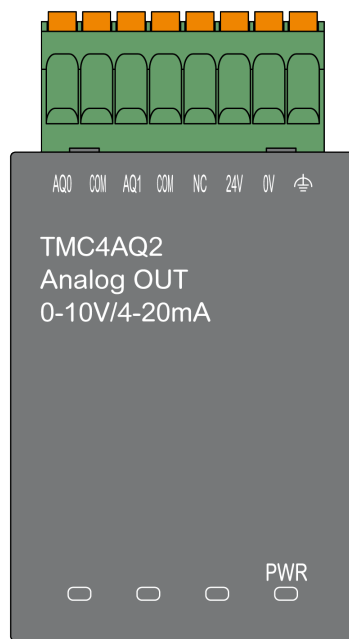 AQ0 COM AQ1 COM NC 24V 0V
TMC4AQ2
Analog OUT
0-10V/4-20mA
PWR